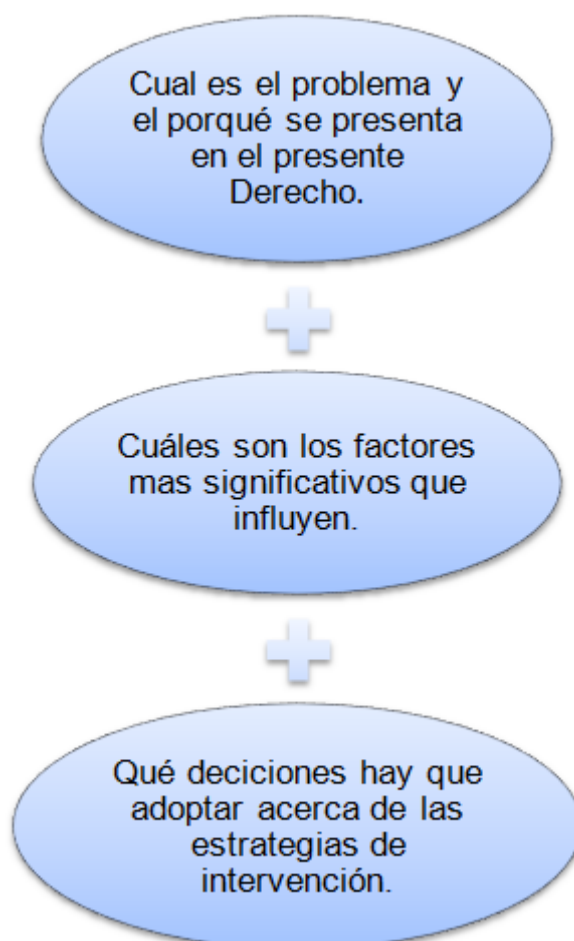 Cual es el problema y
el porqué se presenta
en el presente
Derecho.
Cuáles son los factores
mas significativos que
influyen.
Qué deciciones hay que
adoptar acerca de las
estrategias de
intervención.